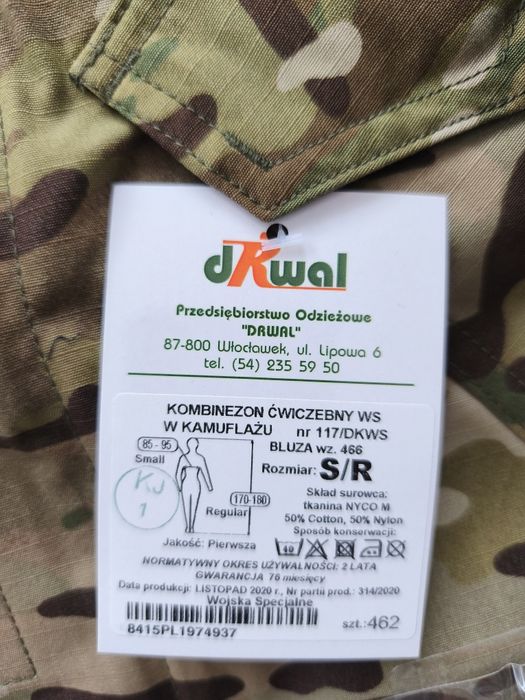 dRwal
Przedsiębiorstwo Odzieżowe
"DRWAL"
87-800 Włocławek, ul. Lipowa 6
tel. (54) 235 59 50
KOMBINEZON ĆWICZEBNY WS
W KAMUFLAŻU nr 117/DKWS
BLUZA wz. 466
85 - 95
Small
Rozmiar: S/R
KJ
1
170-180
Regular
Skład surowca:
tkanina NYCO M
50% Cotton, 50% Nylon
Sposób konserwacji:
40
Jakość: Pierwsza
NORMATYWNY OKRES UŻYWALNOŚCI: 2 LATA
GWARANCJA 76 miesięcy
Data produkcji: LISTOPAD 2020 r., Nr partii prod.: 314/2020
Wojska Specjalne
8415PL1974937
szt.:462